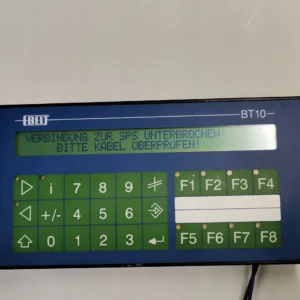 EBELT
BT10
VERBINDUNG ZUR SPS UNTERBROCHEN
BITTE KABEL ÜBERPRÜFEN!
i 7 8 9 F1 F2 F3 F4
+/- 4 5 6
0 1 2 3 F5 F6 F7 F8